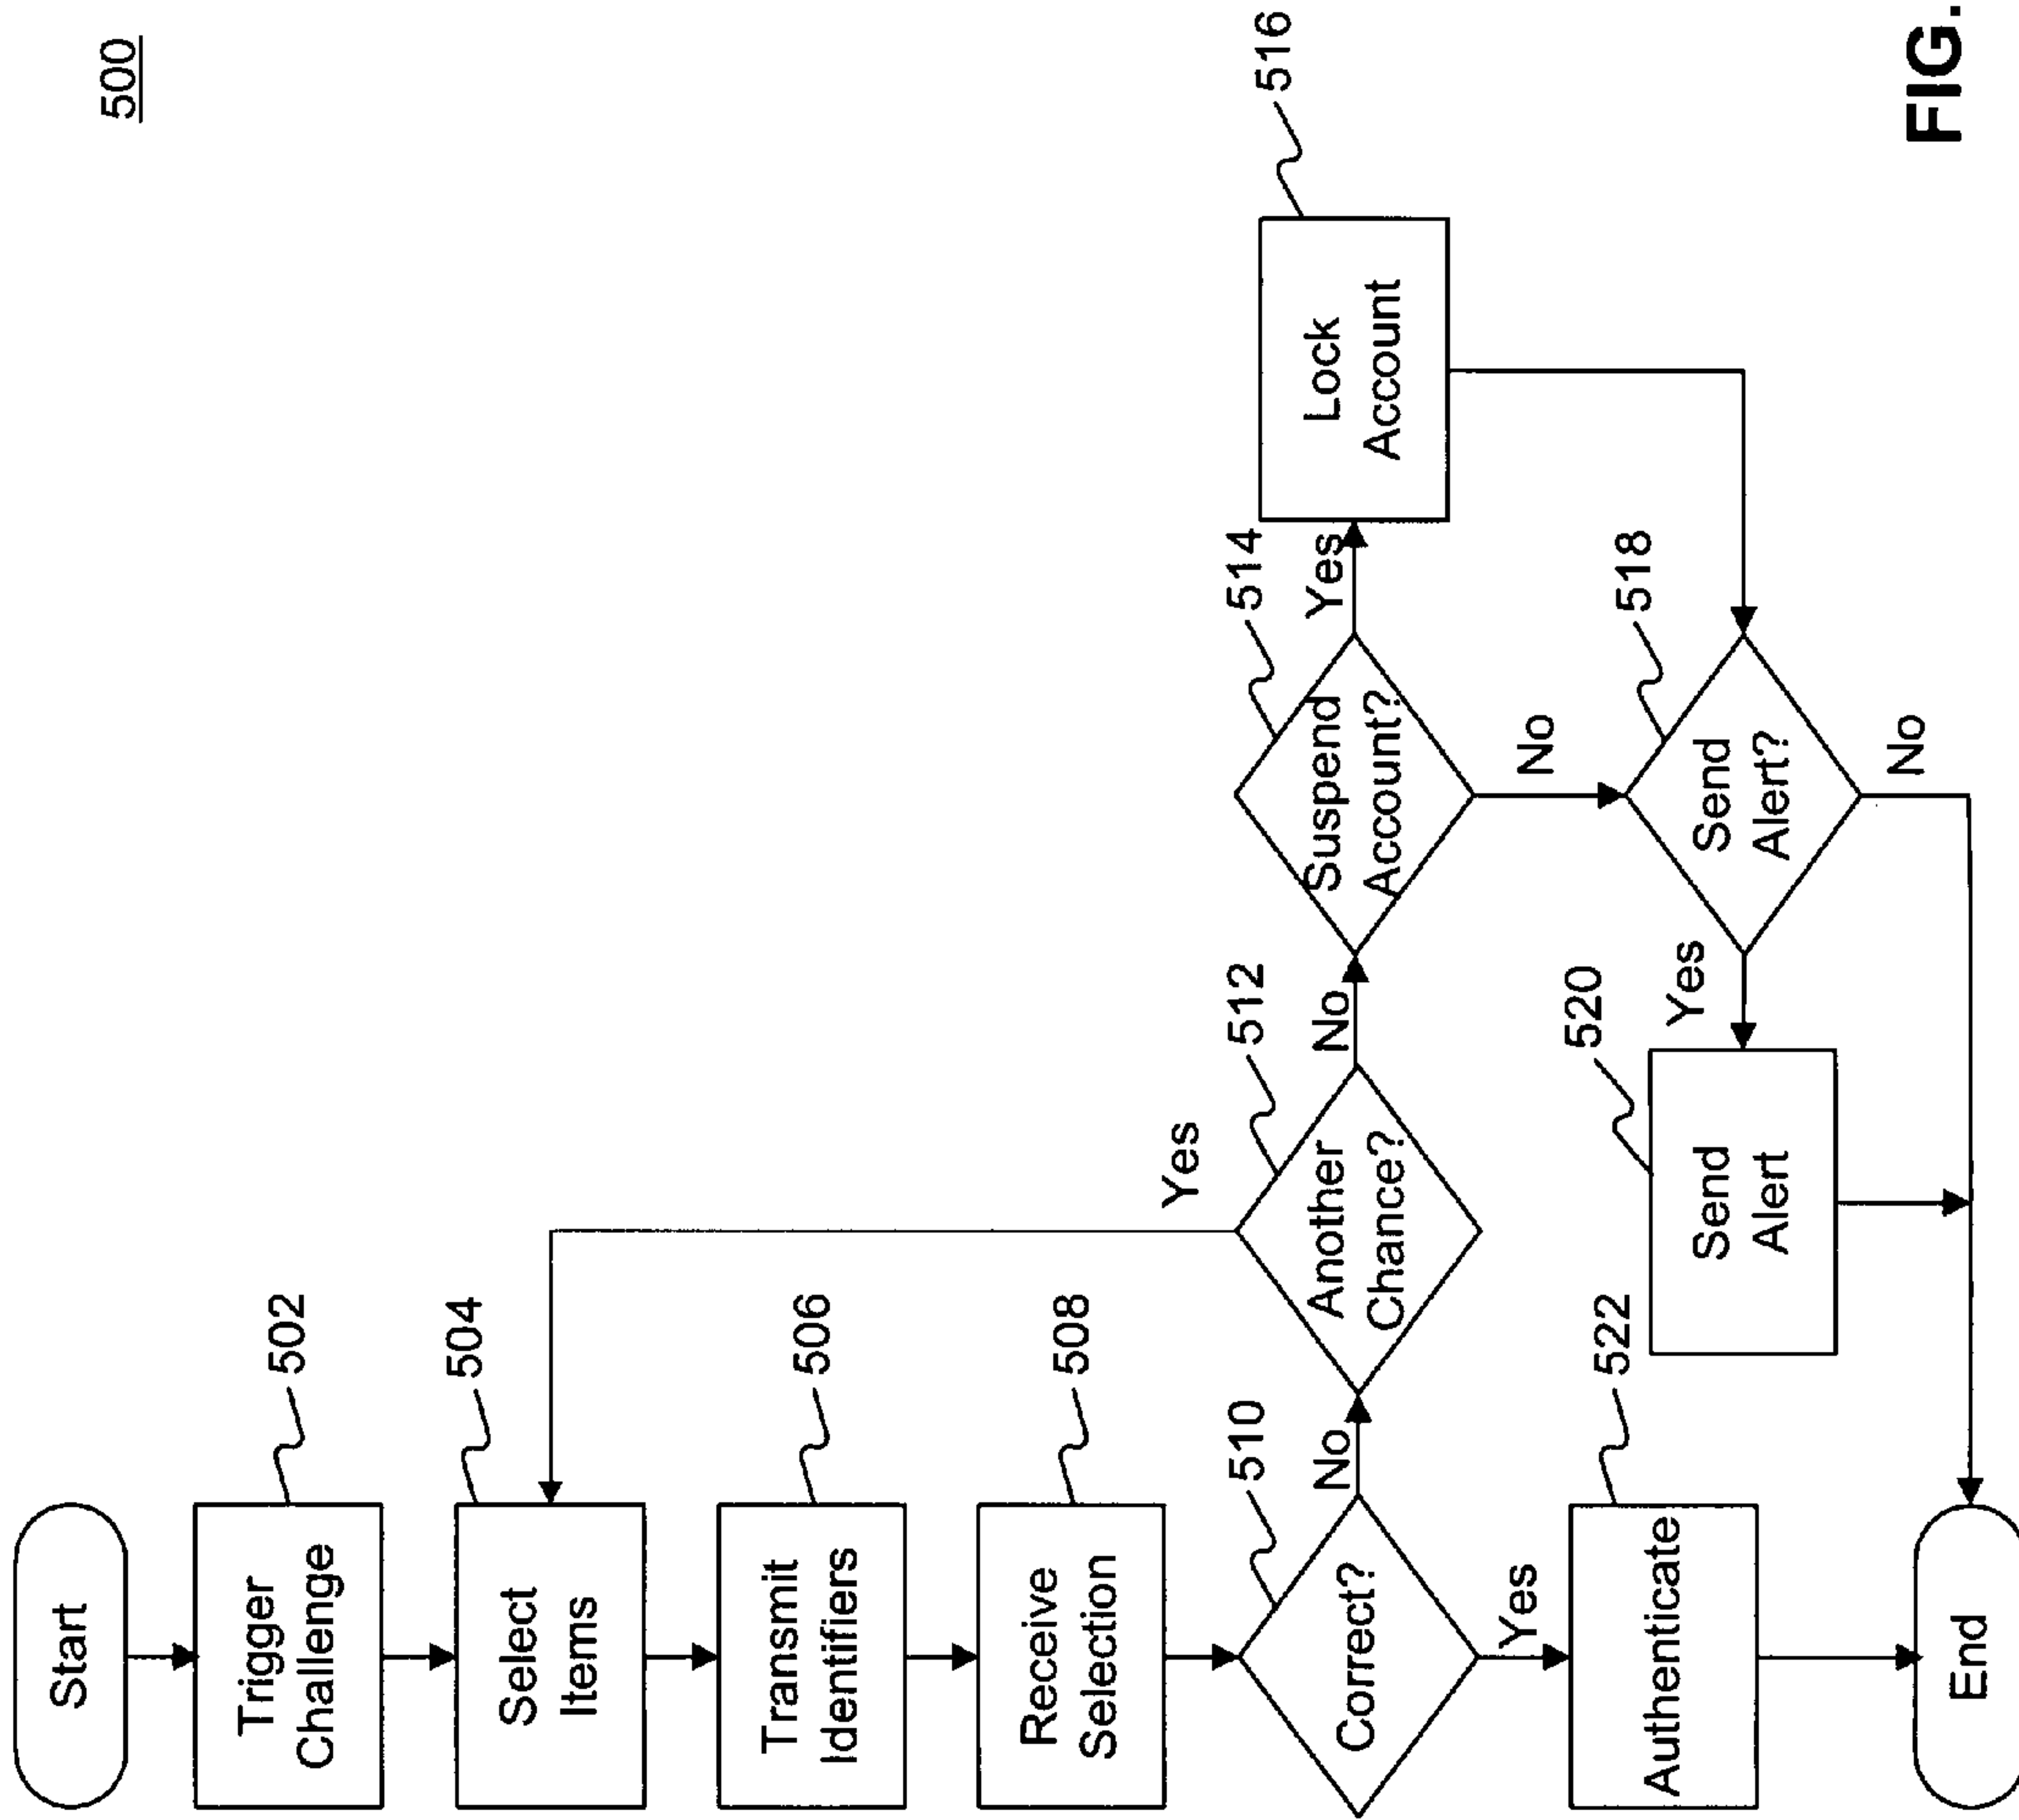 500
Start
Trigger
Challenge
502
Select
Items
504
Transmit
Identifiers
506
Receive
Selection
508
Correct?
510
No
Yes
Another
Chance?
512
Yes
No
Suspend
Account?
514
Yes
No
Lock
Account
516
Send
Alert?
518
Yes
No
Send
Alert
520
Authenticate
522
End
FIG.